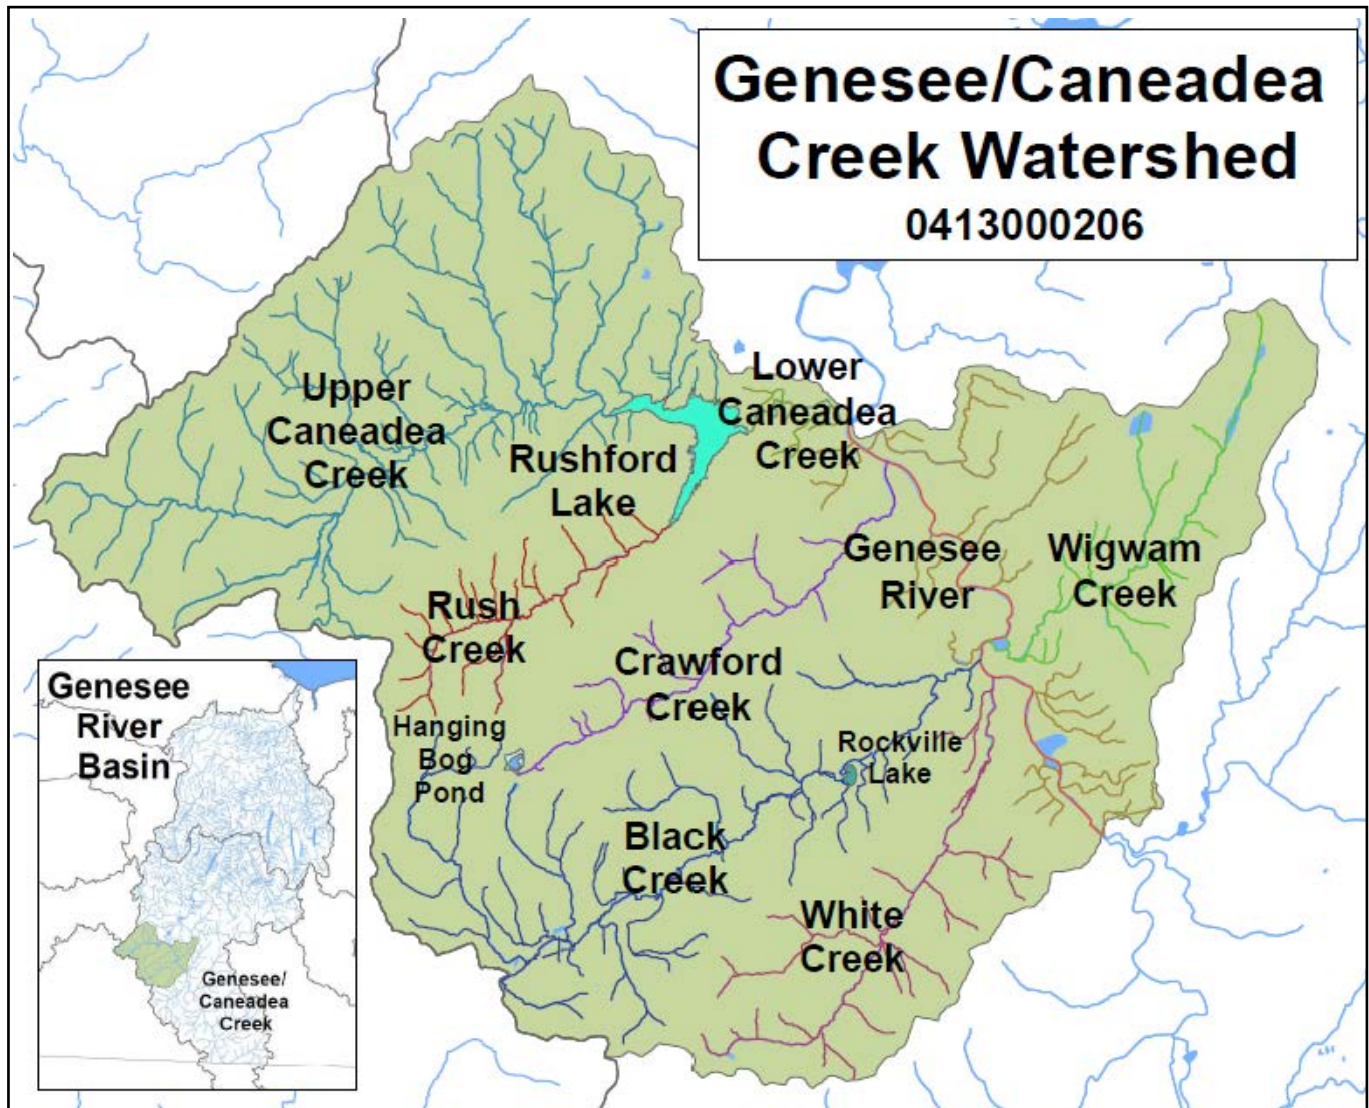 Genesee/Caneadea
Creek Watershed
0413000206
Lower
Caneadea
Creek
Upper
Caneadea
Creek
Rushford
Lake
Genesee
River
Wigwam
Creek
Rush
Creek
Crawford
Creek
Hanging
Bog
Pond
Rockville
Lake
Black
Creek
White
Creek
Genesee
River
Basin
Genesee/
Caneadea
Creek